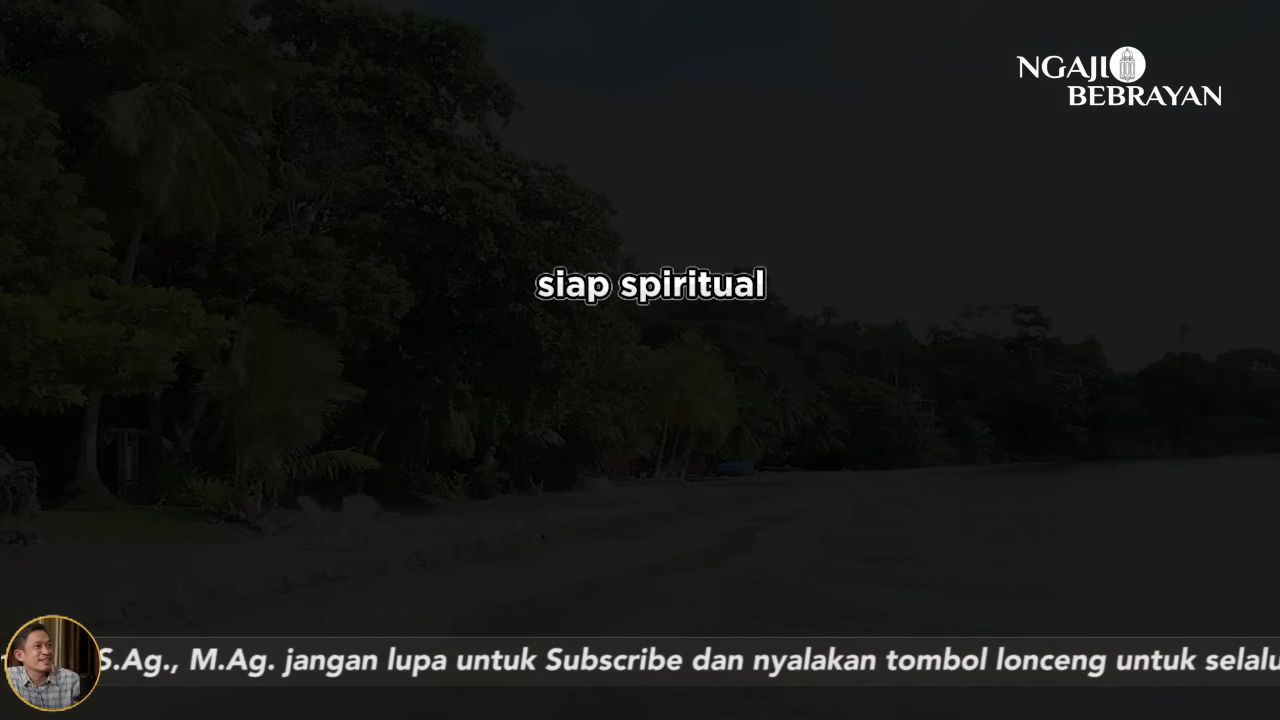 NGAJI
BEBRAYAN
siap spiritual
S.Ag., M.Ag. jangan lupa untuk Subscribe dan nyalakan tombol lonceng untuk selalu